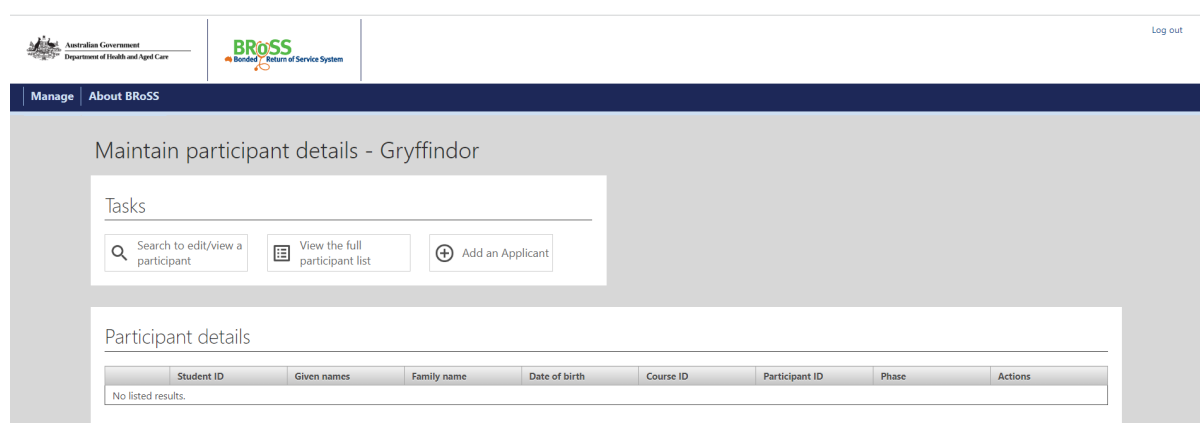 Log out
Australian Government
Department of Health and Aged Care
BRoSS
Bonded Return of Service System
Manage About BRoSS
Maintain participant details - Gryffindor
Tasks
Search to edit/view a
participant
View the full
participant list
Add an Applicant
Participant details
Student ID Given names Family name Date of birth Course ID Participant ID Phase Actions
No listed results.